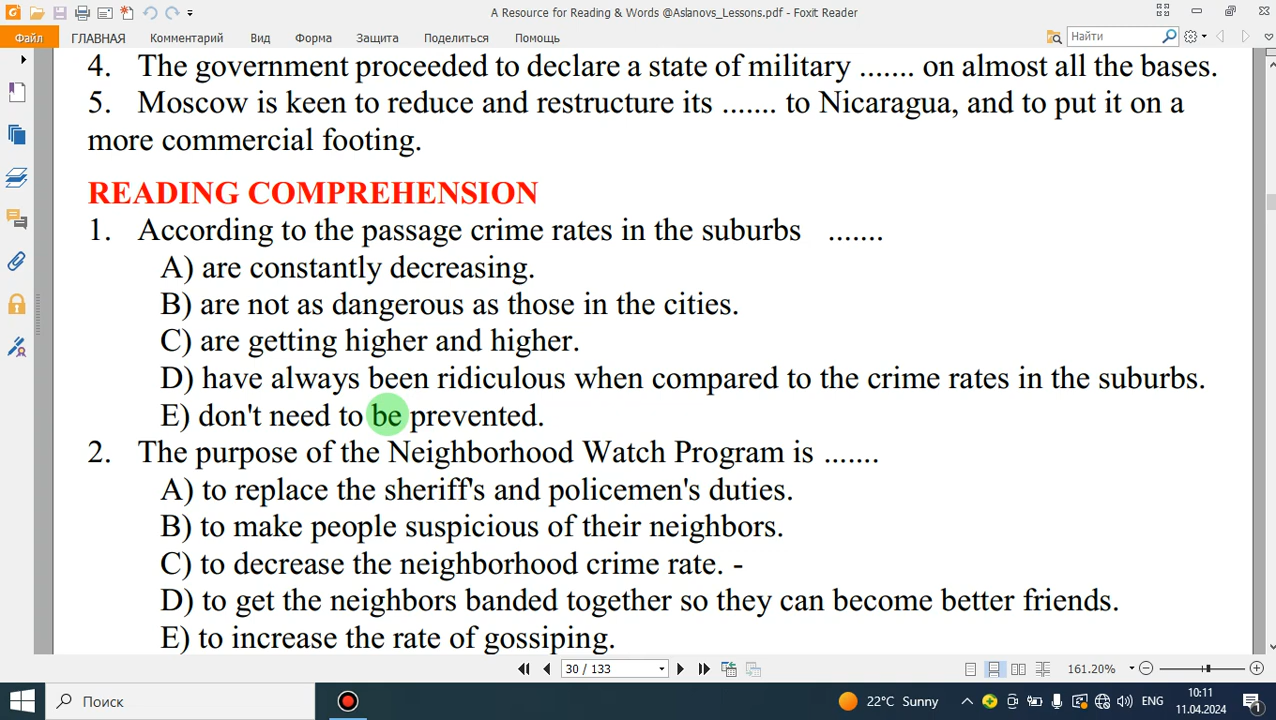 A Resource for Reading & Words @Aslanovs_Lessons.pdf - Foxit Reader
Файл ГЛАВНАЯ Комментарий Вид Форма Защита Поделиться Помощь Найти
4. The government proceeded to declare a state of military ....... on almost all the bases.
5. Moscow is keen to reduce and restructure its ....... to Nicaragua, and to put it on a
more commercial footing.
READING COMPREHENSION
1. According to the passage crime rates in the suburbs .......
A) are constantly decreasing.
B) are not as dangerous as those in the cities.
C) are getting higher and higher.
D) have always been ridiculous when compared to the crime rates in the suburbs.
E) don't need to be prevented.
2. The purpose of the Neighborhood Watch Program is .......
A) to replace the sheriff's and policemen's duties.
B) to make people suspicious of their neighbors.
C) to decrease the neighborhood crime rate. -
D) to get the neighbors banded together so they can become better friends.
E) to increase the rate of gossiping.
30 / 133 161.20%
Поиск 22°C Sunny ENG 10:11
11.04.2024 1